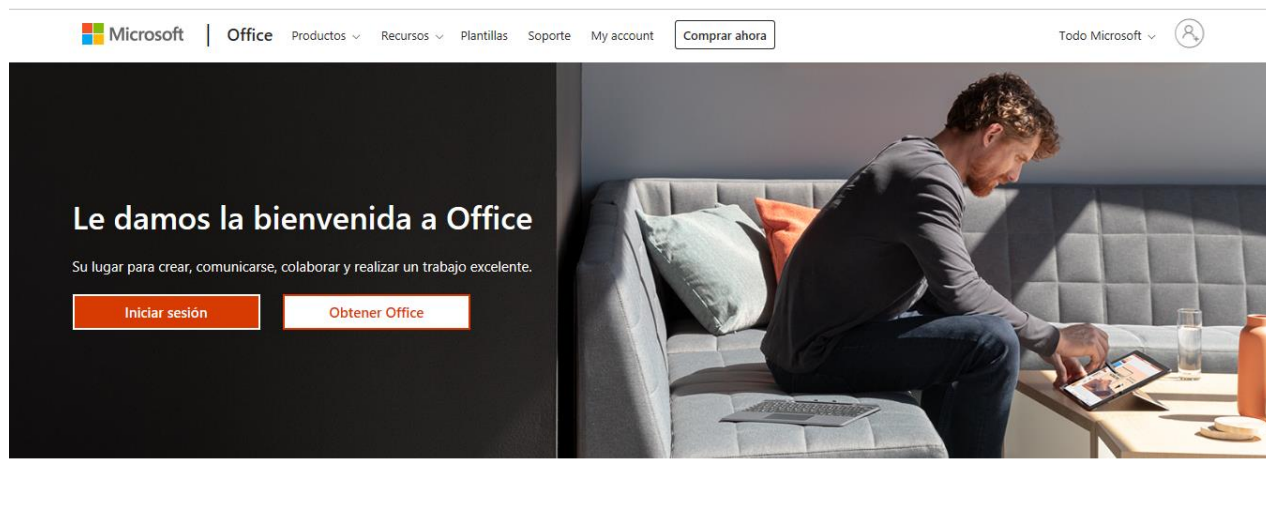 Microsoft | Office Productos Recursos Plantillas Soporte My account Comprar ahora Todo Microsoft
Le damos la bienvenida a Office
Su lugar para crear, comunicarse, colaborar y realizar un trabajo excelente.
Iniciar sesión Obtener Office